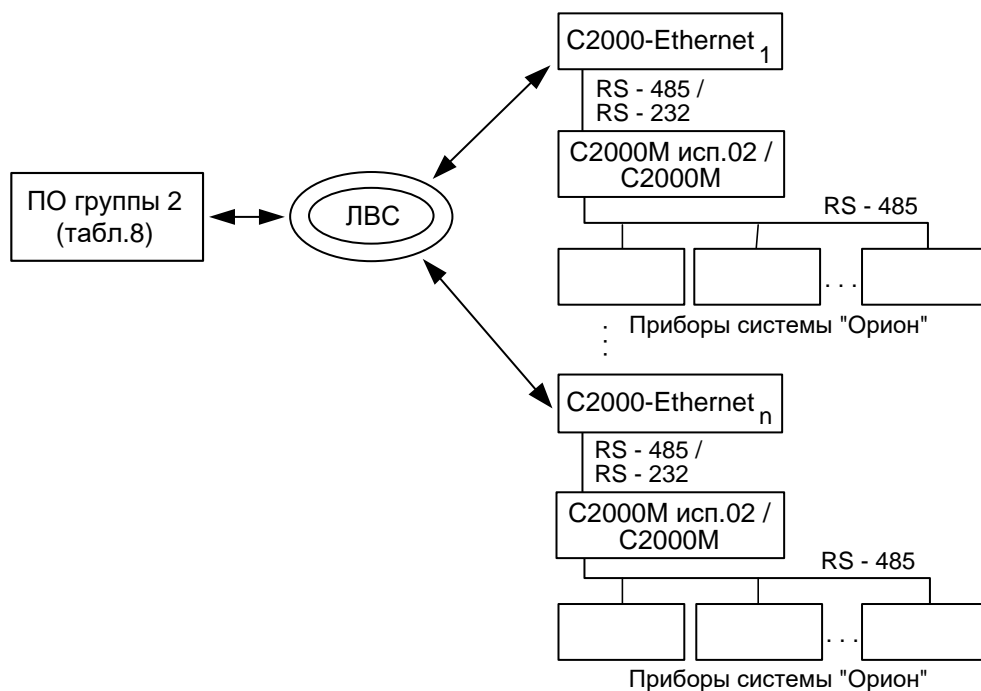 ПО группы 2
(табл.8)
ЛВС
С2000-Ethernet 1
RS - 485 /
RS - 232
С2000М исп.02 /
С2000М
RS - 485
. . .
Приборы системы "Орион"
С2000-Ethernet n
RS - 485 /
RS - 232
С2000М исп.02 /
С2000М
RS - 485
. . .
Приборы системы "Орион"